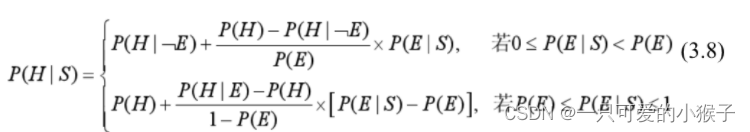 P(H|S)= { P(H|¬E)+ (P(H)-P(H|¬E))/P(E) × P(E|S), 若0≤P(E|S)<P(E) (3.8)
P(H)+ (P(H|E)-P(H))/(1-P(E)) ×[P(E|S)-P(E)], 若P(E)≤P(E|S)≤1
CSDN @一只可爱的小猴子